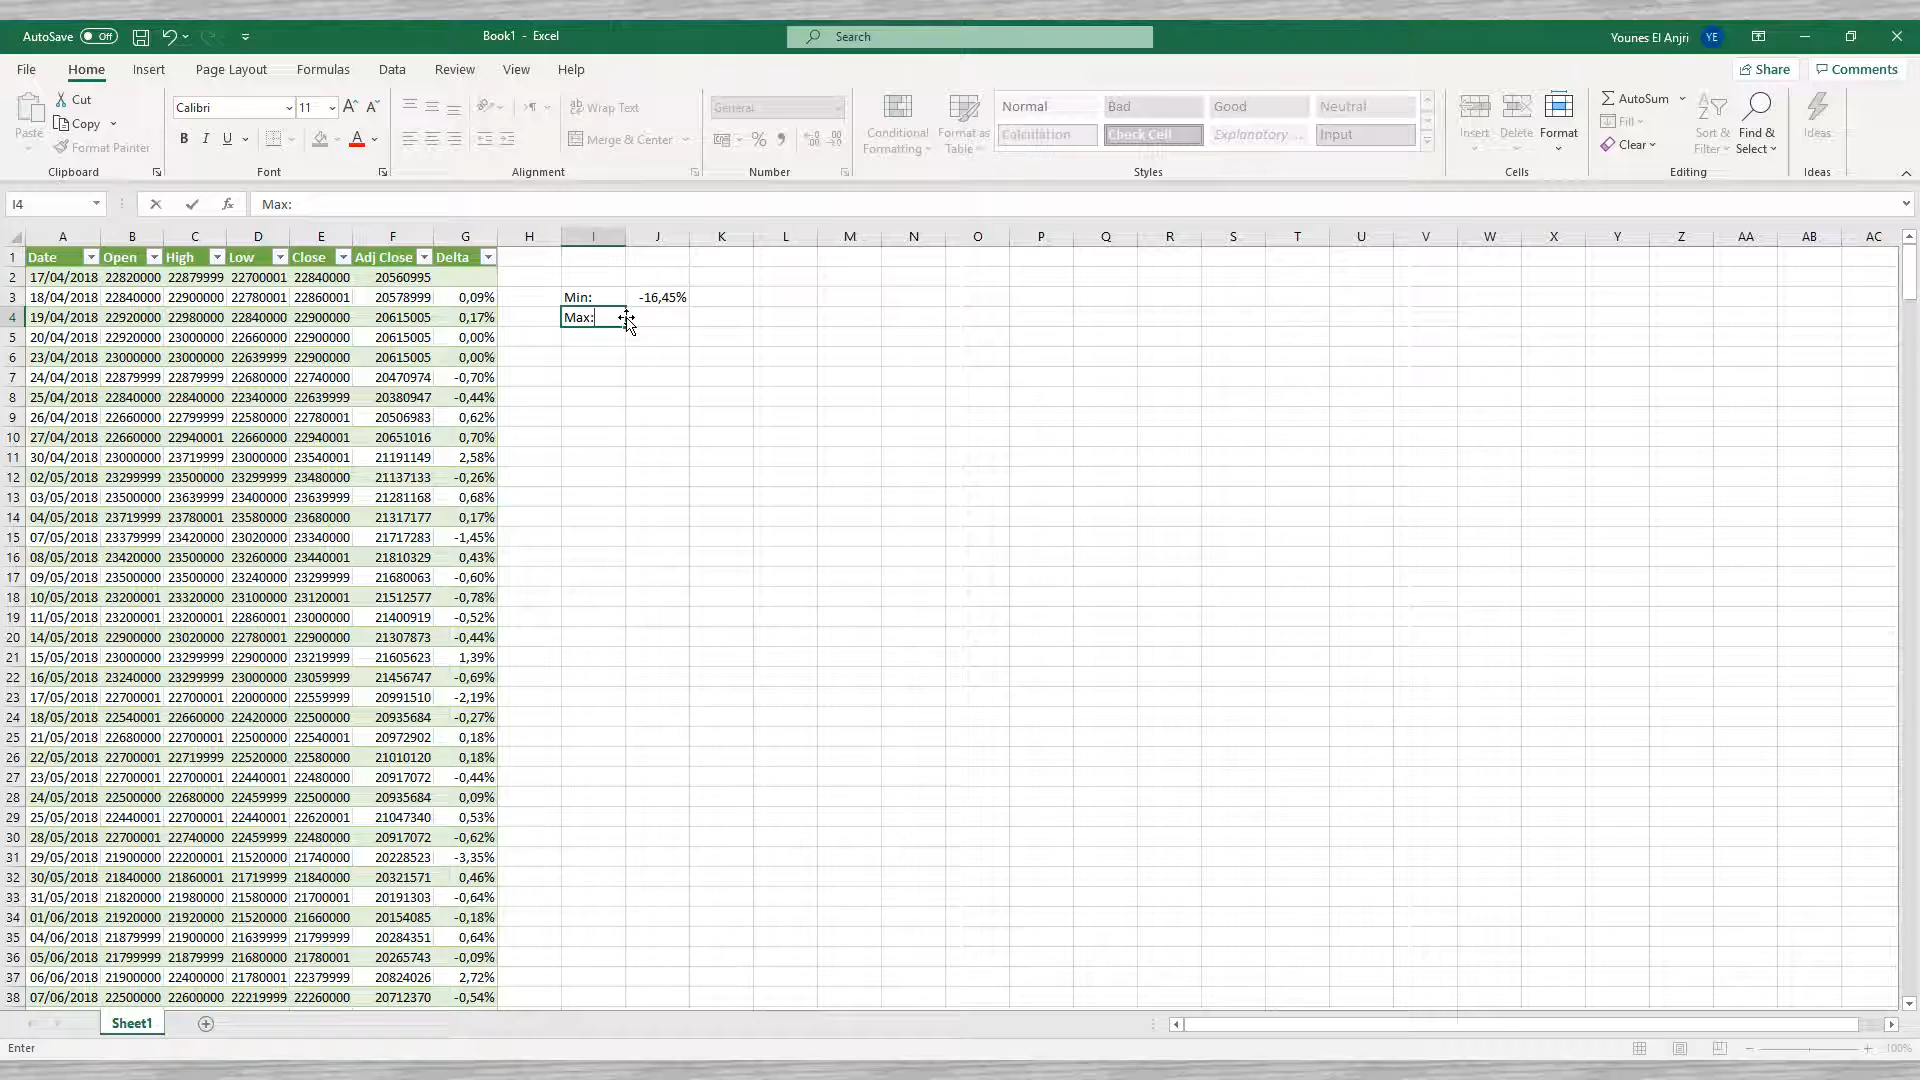 AutoSave Off Book1 - Excel Search Younes El Anjri YE
File Home Insert Page Layout Formulas Data Review View Help Share Comments
Paste Cut Copy Format Painter Clipboard
Calibri 11 Font
Wrap Text Merge & Center Alignment
General Number
Conditional Formatting Format as Table
Normal Bad Good Neutral
Calculation Check Cell Explanatory ... Input
Styles
Insert Delete Format Cells
AutoSum Fill Clear Sort & Filter Find & Select Editing
Ideas Ideas
I4 fx Max:
A B C D E F G H I J K L M N O P Q R S T U V W X Y Z AA AB AC
1 Date Open High Low Close Adj Close Delta
2 17/04/2018 22820000 22879999 22700001 22840000 20560995
3 18/04/2018 22840000 22900000 22780001 22860001 20578999 0,09% Min: -16,45%
4 19/04/2018 22920000 22980000 22840000 22900000 20615005 0,17% Max:
5 20/04/2018 22920000 23000000 22660000 22900000 20615005 0,00%
6 23/04/2018 23000000 23000000 22639999 22900000 20615005 0,00%
7 24/04/2018 22879999 22879999 22680000 22740000 20470974 -0,70%
8 25/04/2018 22840000 22840000 22340000 22639999 20380947 -0,44%
9 26/04/2018 22660000 22799999 22580000 22780001 20506983 0,62%
10 27/04/2018 22660000 22940001 22660000 22940001 20651016 0,70%
11 30/04/2018 23000000 23719999 23000000 23540001 21191149 2,58%
12 02/05/2018 23299999 23500000 23299999 23480000 21137133 -0,26%
13 03/05/2018 23500000 23639999 23400000 23639999 21281168 0,68%
14 04/05/2018 23719999 23780001 23580000 23680000 21317177 0,17%
15 07/05/2018 23379999 23420000 23020000 23340000 21717283 -1,45%
16 08/05/2018 23420000 23500000 23260000 23440001 21810329 0,43%
17 09/05/2018 23500000 23500000 23240000 23299999 21680063 -0,60%
18 10/05/2018 23200001 23320000 23100000 23120001 21512577 -0,78%
19 11/05/2018 23200001 23200001 22860001 23000000 21400919 -0,52%
20 14/05/2018 22900000 23020000 22780001 22900000 21307873 -0,44%
21 15/05/2018 23000000 23299999 22900000 23219999 21605623 1,39%
22 16/05/2018 23240000 23299999 23000000 23059999 21456747 -0,69%
23 17/05/2018 22700001 22700001 22000000 22559999 20991510 -2,19%
24 18/05/2018 22540001 22660000 22420000 22500000 20935684 -0,27%
25 21/05/2018 22680000 22700001 22500000 22540001 20972902 0,18%
26 22/05/2018 22700001 22719999 22520000 22580000 21010120 0,18%
27 23/05/2018 22700001 22700001 22440001 22480000 20917072 -0,44%
28 24/05/2018 22500000 22680000 22459999 22500000 20935684 0,09%
29 25/05/2018 22440001 22700001 22440001 22620001 21047340 0,53%
30 28/05/2018 22700001 22740000 22459999 22480000 20917072 -0,62%
31 29/05/2018 21900000 22200001 21520000 21740000 20228523 -3,35%
32 30/05/2018 21840000 21860001 21719999 21840000 20321571 0,46%
33 31/05/2018 21820000 21980000 21580000 21700001 20191303 -0,64%
34 01/06/2018 21920000 21920000 21520000 21660000 20154085 -0,18%
35 04/06/2018 21879999 21900000 21639999 21799999 20284351 0,64%
36 05/06/2018 21799999 21879999 21680000 21780001 20265743 -0,09%
37 06/06/2018 21900000 22400000 21780001 22379999 20824026 2,72%
38 07/06/2018 22500000 22600000 22219999 22260000 20712370 -0,54%
Sheet1
Enter 100%